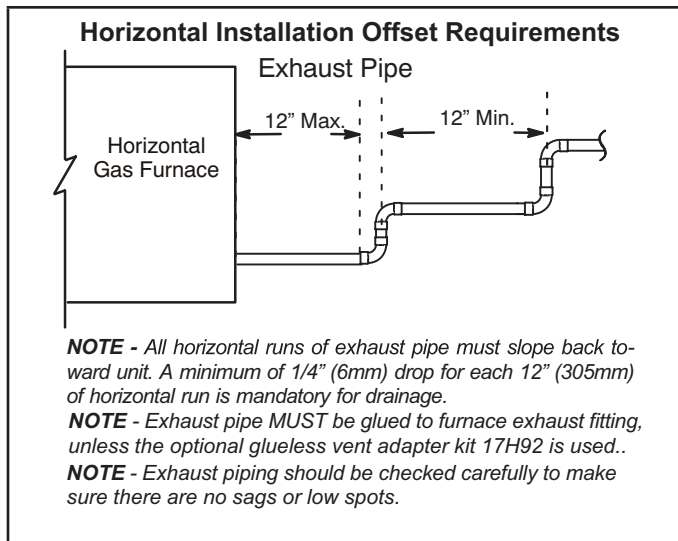 Horizontal Installation Offset Requirements
Exhaust Pipe
12” Max.
12” Min.
Horizontal
Gas Furnace
NOTE - All horizontal runs of exhaust pipe must slope back to-
ward unit. A minimum of 1/4” (6mm) drop for each 12” (305mm)
of horizontal run is mandatory for drainage.
NOTE - Exhaust pipe MUST be glued to furnace exhaust fitting,
unless the optional glueless vent adapter kit 17H92 is used..
NOTE - Exhaust piping should be checked carefully to make
sure there are no sags or low spots.